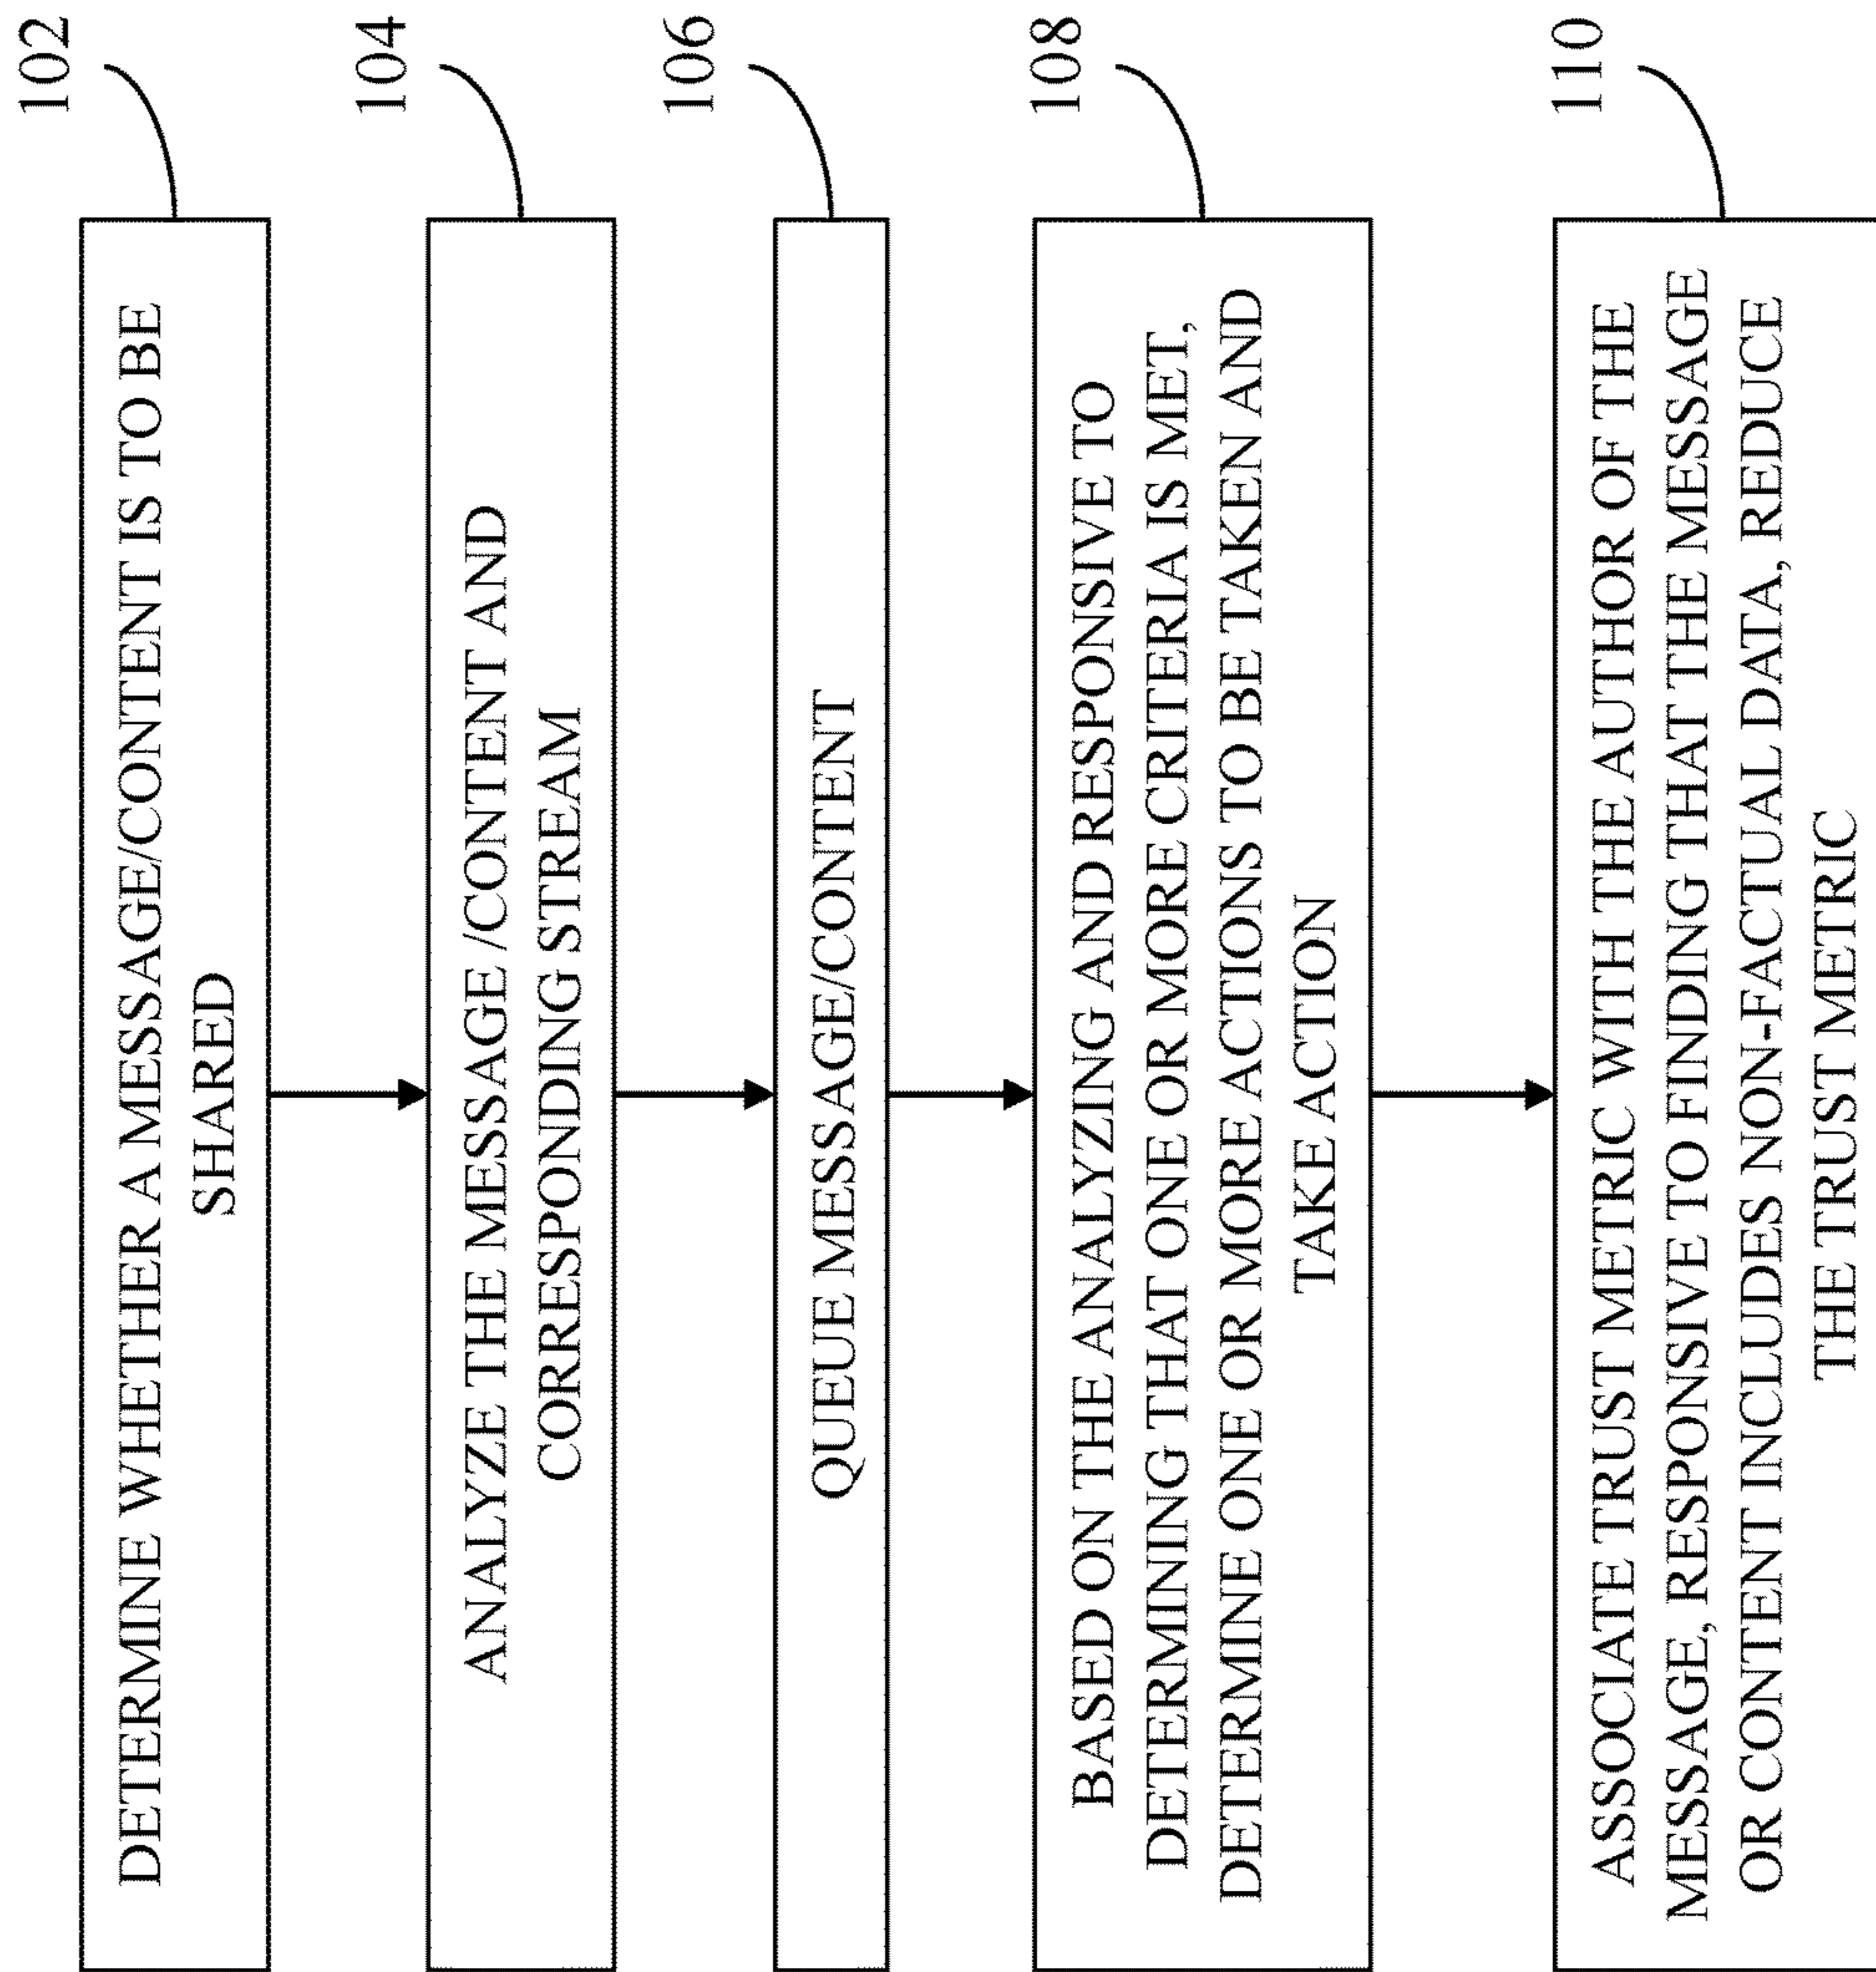 102
DETERMINE WHETHER A MESSAGE/CONTENT IS TO BE
SHARED
104
ANALYZE THE MESSAGE /CONTENT AND
CORRESPONDING STREAM
106
QUEUE MESSAGE/CONTENT
108
BASED ON THE ANALYZING AND RESPONSIVE TO
DETERMINING THAT ONE OR MORE CRITERIA IS MET,
DETERMINE ONE OR MORE ACTIONS TO BE TAKEN AND
TAKE ACTION
110
ASSOCIATE TRUST METRIC WITH THE AUTHOR OF THE
MESSAGE, RESPONSIVE TO FINDING THAT THE MESSAGE
OR CONTENT INCLUDES NON-FACTUAL DATA, REDUCE
THE TRUST METRIC